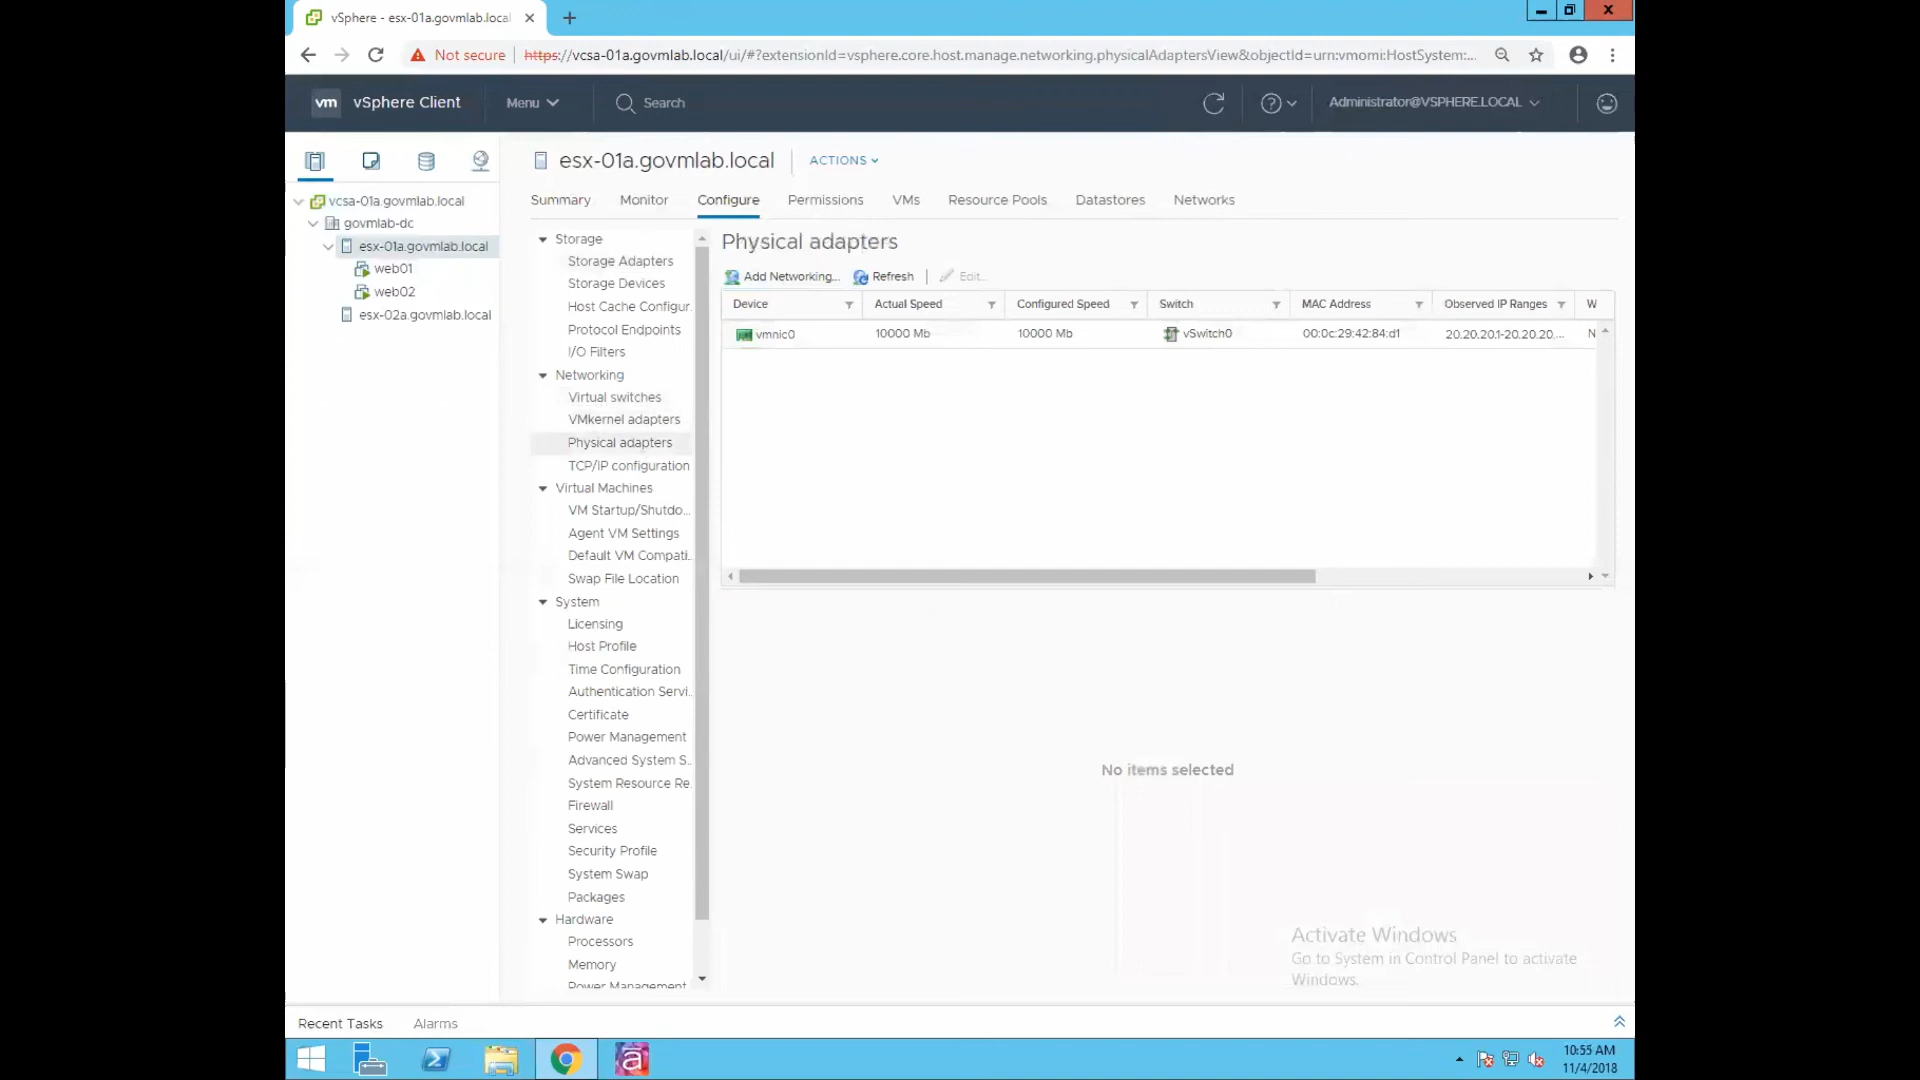 vSphere - esx-01a.govmlab.local
Not secure
https://vcsa-01a.govmlab.local/ui/#?extensionId=vsphere.core.host.manage.networking.physicalAdaptersView&objectId=urn:vmomi:HostSystem:...
vm vSphere Client Menu Search Administrator@VSPHERE.LOCAL
esx-01a.govmlab.local ACTIONS
Summary Monitor Configure Permissions VMs Resource Pools Datastores Networks
vcsa-01a.govmlab.local
govmlab-dc
esx-01a.govmlab.local
web01
web02
esx-02a.govmlab.local
Storage
Storage Adapters
Storage Devices
Host Cache Configur.
Protocol Endpoints
I/O Filters
Networking
Virtual switches
VMkernel adapters
Physical adapters
TCP/IP configuration
Virtual Machines
VM Startup/Shutdo...
Agent VM Settings
Default VM Compati..
Swap File Location
System
Licensing
Host Profile
Time Configuration
Authentication Servi..
Certificate
Power Management
Advanced System S..
System Resource Re.
Firewall
Services
Security Profile
System Swap
Packages
Hardware
Processors
Memory
Power Management
Physical adapters
Add Networking... Refresh Edit...
Device Actual Speed Configured Speed Switch MAC Address Observed IP Ranges W
vmnic0 10000 Mb 10000 Mb vSwitch0 00:0c:29:42:84:d1 20.20.20.1-20.20.20.... N
No items selected
Activate Windows
Go to System in Control Panel to activate
Windows.
Recent Tasks Alarms
10:55 AM
11/4/2018